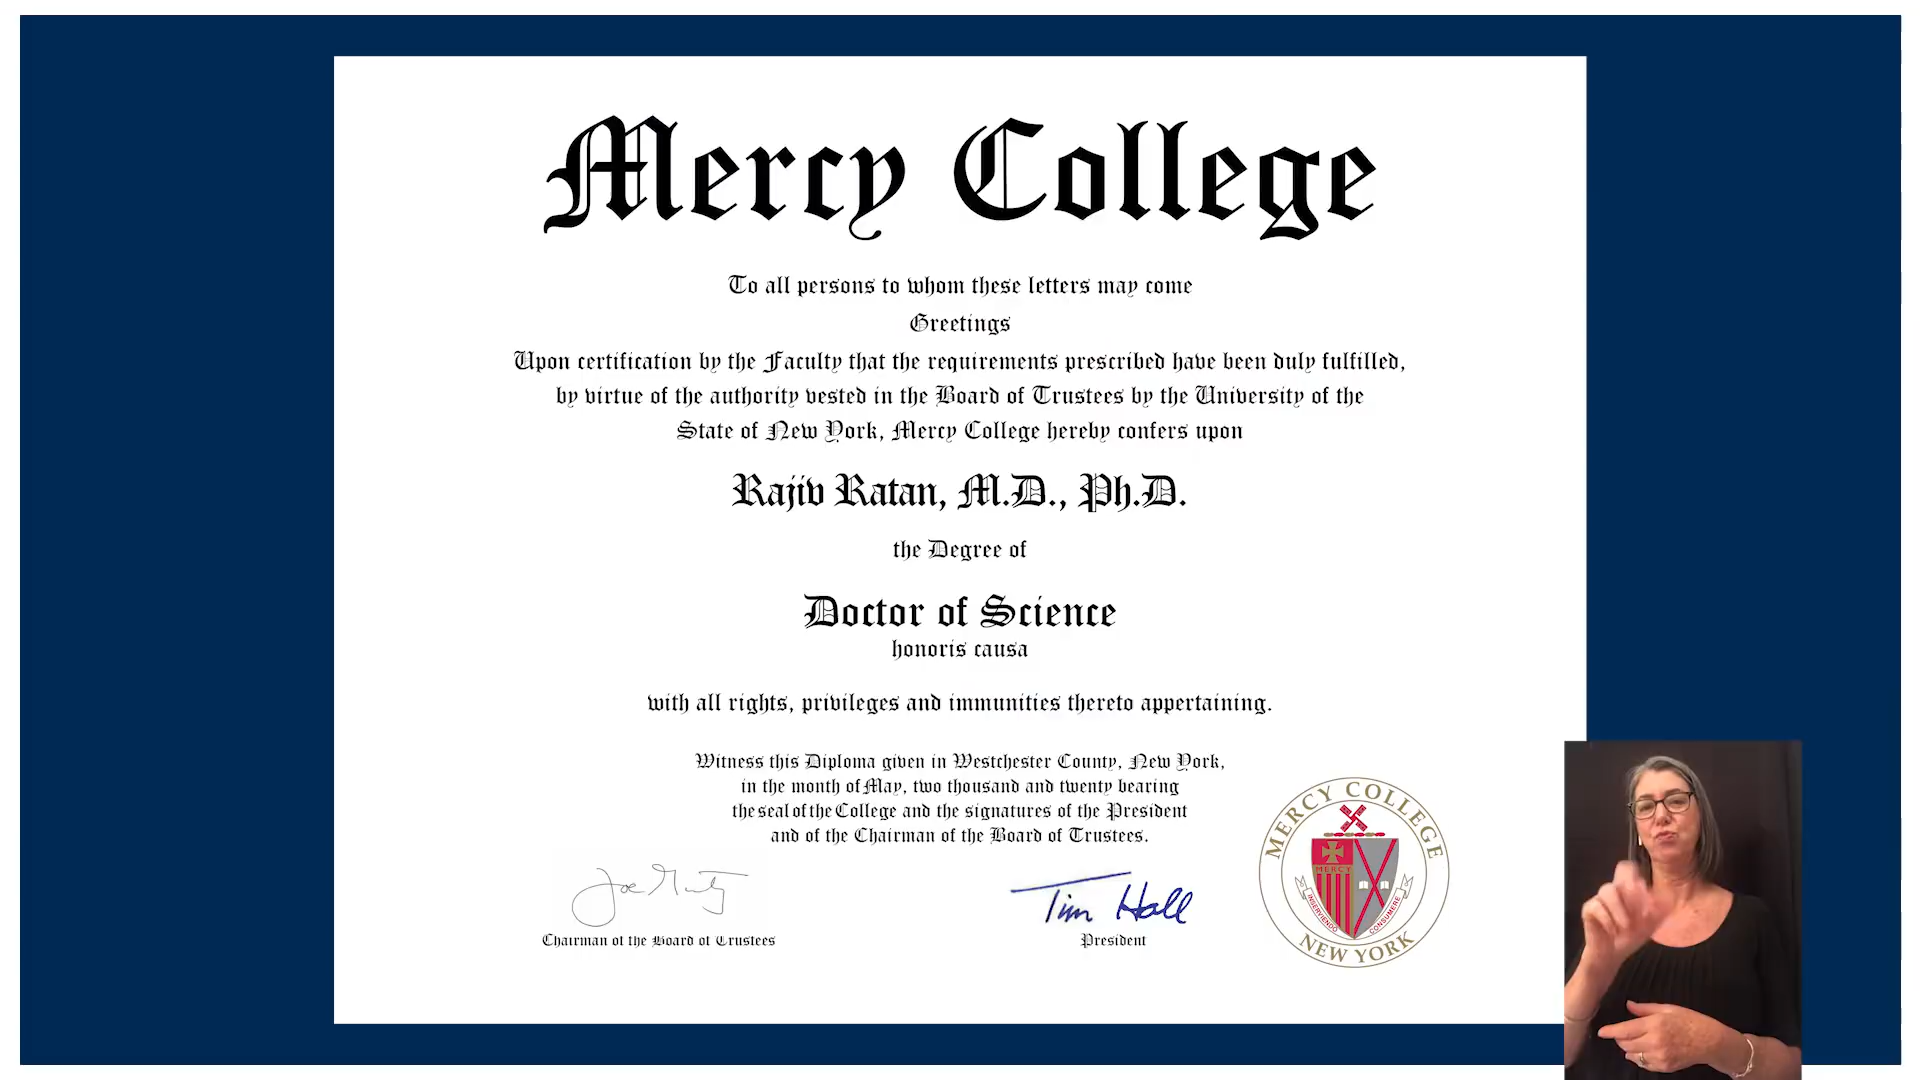 Mercy College
To all persons to whom these letters may come
Greetings
Upon certification by the Faculty that the requirements prescribed have been duly fulfilled,
by virtue of the authority vested in the Board of Trustees by the University of the
State of New York, Mercy College hereby confers upon
Rajiv Ratan, M.D., Ph.D.
the Degree of
Doctor of Science
honoris causa
with all rights, privileges and immunities thereto appertaining.
Witness this Diploma given in Westchester County, New York,
in the month of May, two thousand and twenty bearing
the seal of the College and the signatures of the President
and of the Chairman of the Board of Trustees.
Tim Hall
Chairman of the Board of Trustees
President
MERCY COLLEGE
MERCY
INSERVIENDO CONSUMERE
NEW YORK